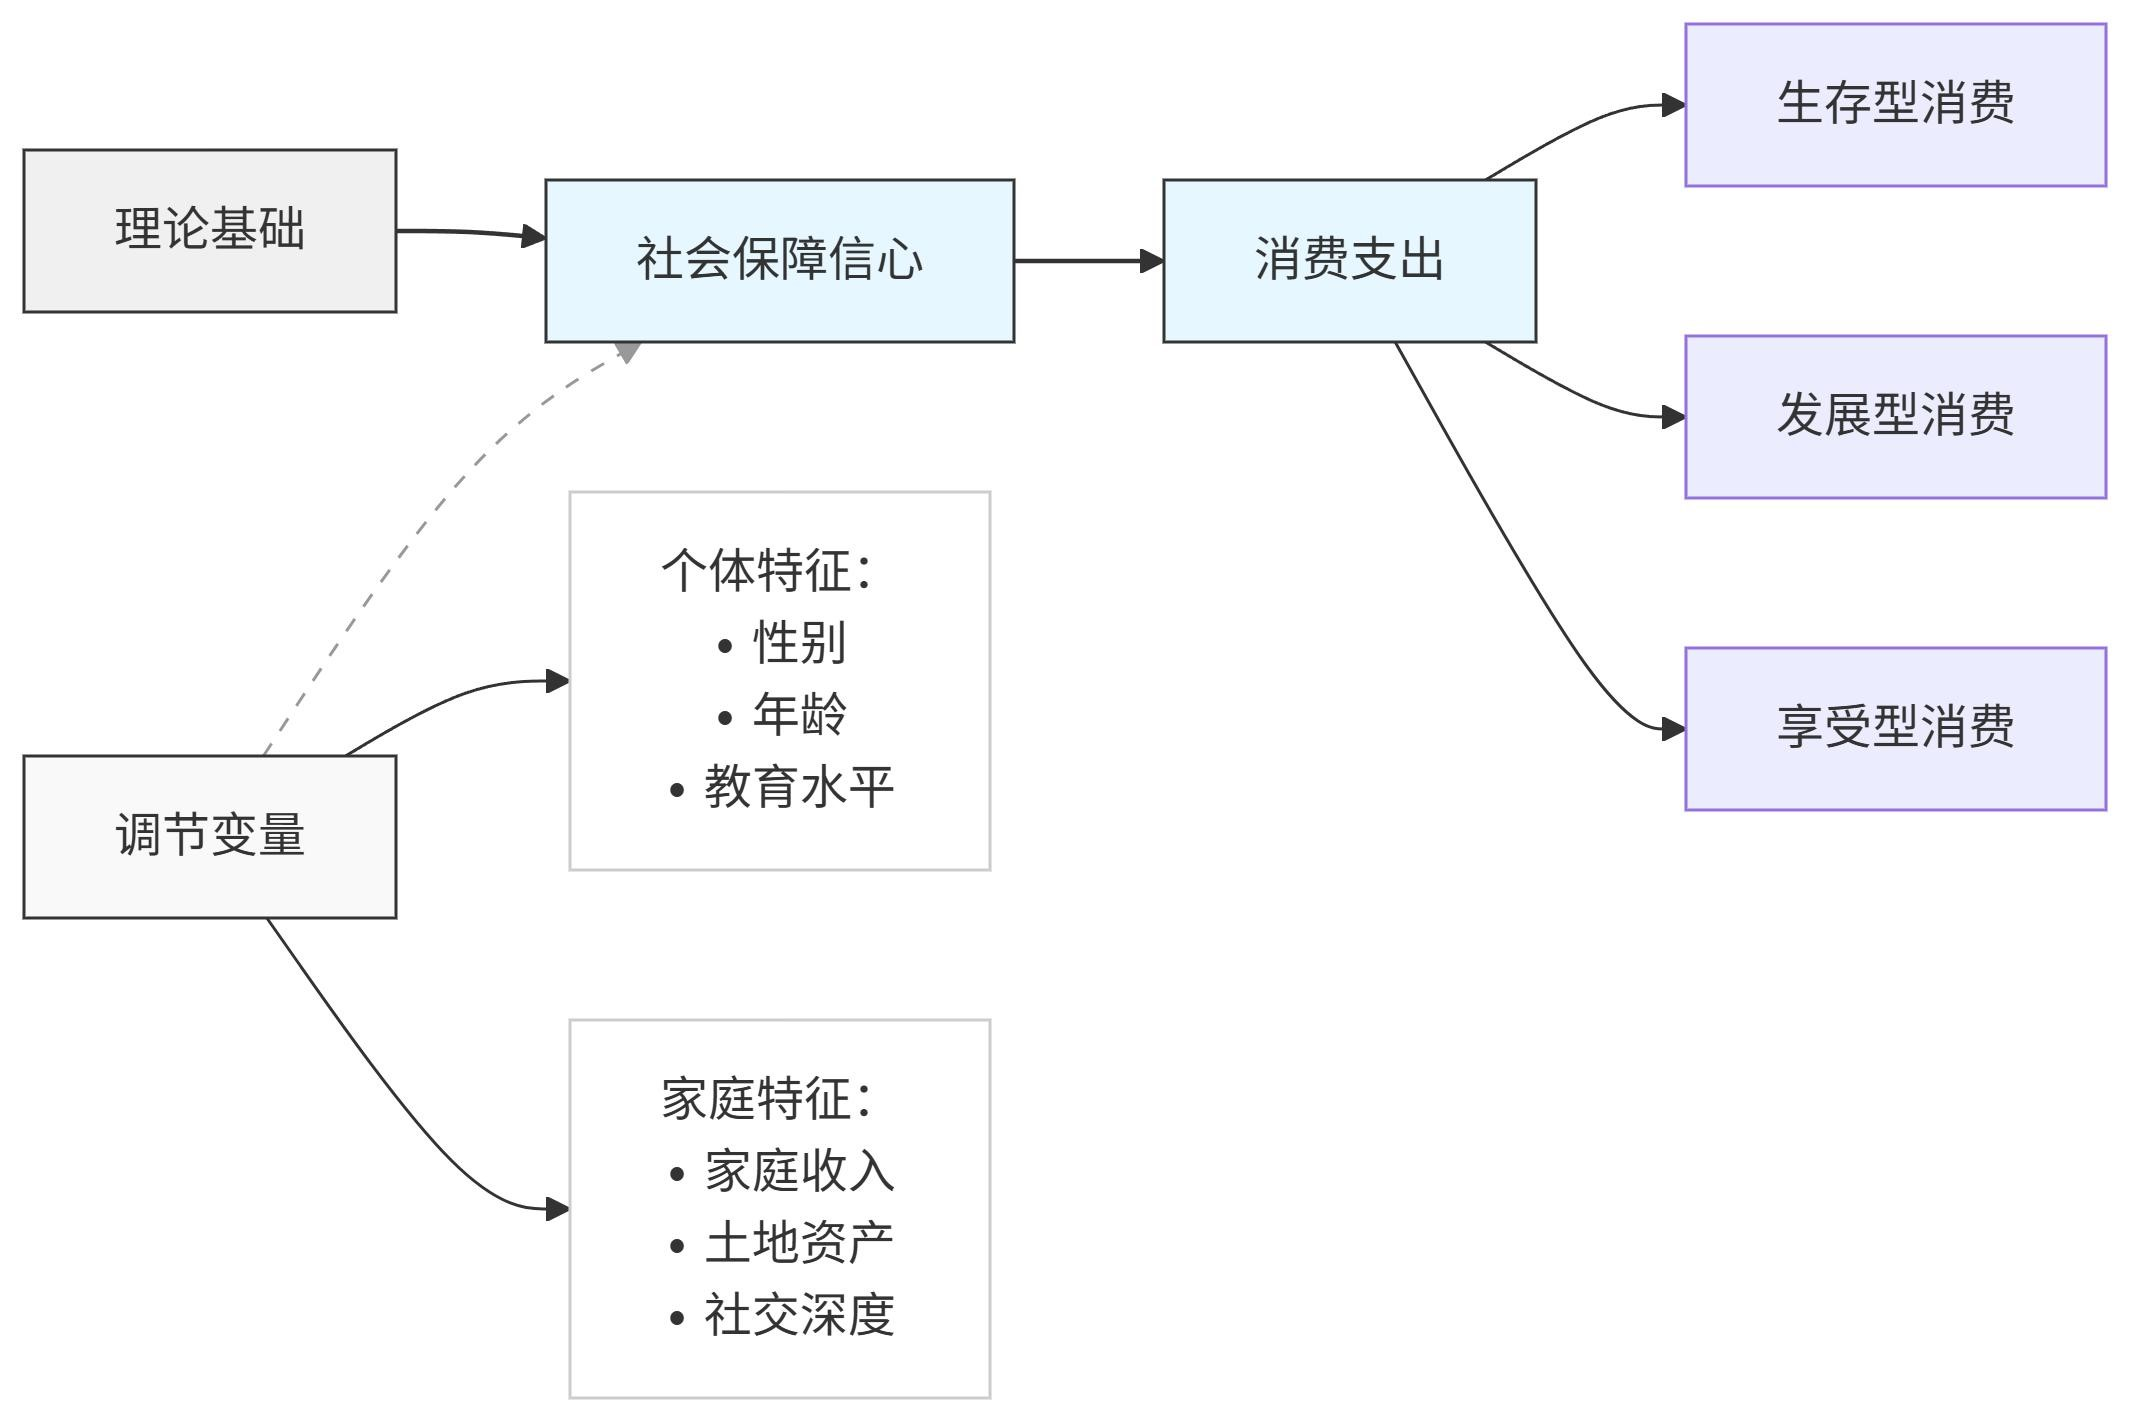 理论基础
社会保障信心
消费支出
生存型消费
发展型消费
享受型消费
调节变量
个体特征：
• 性别
• 年龄
• 教育水平
家庭特征：
• 家庭收入
• 土地资产
• 社交深度